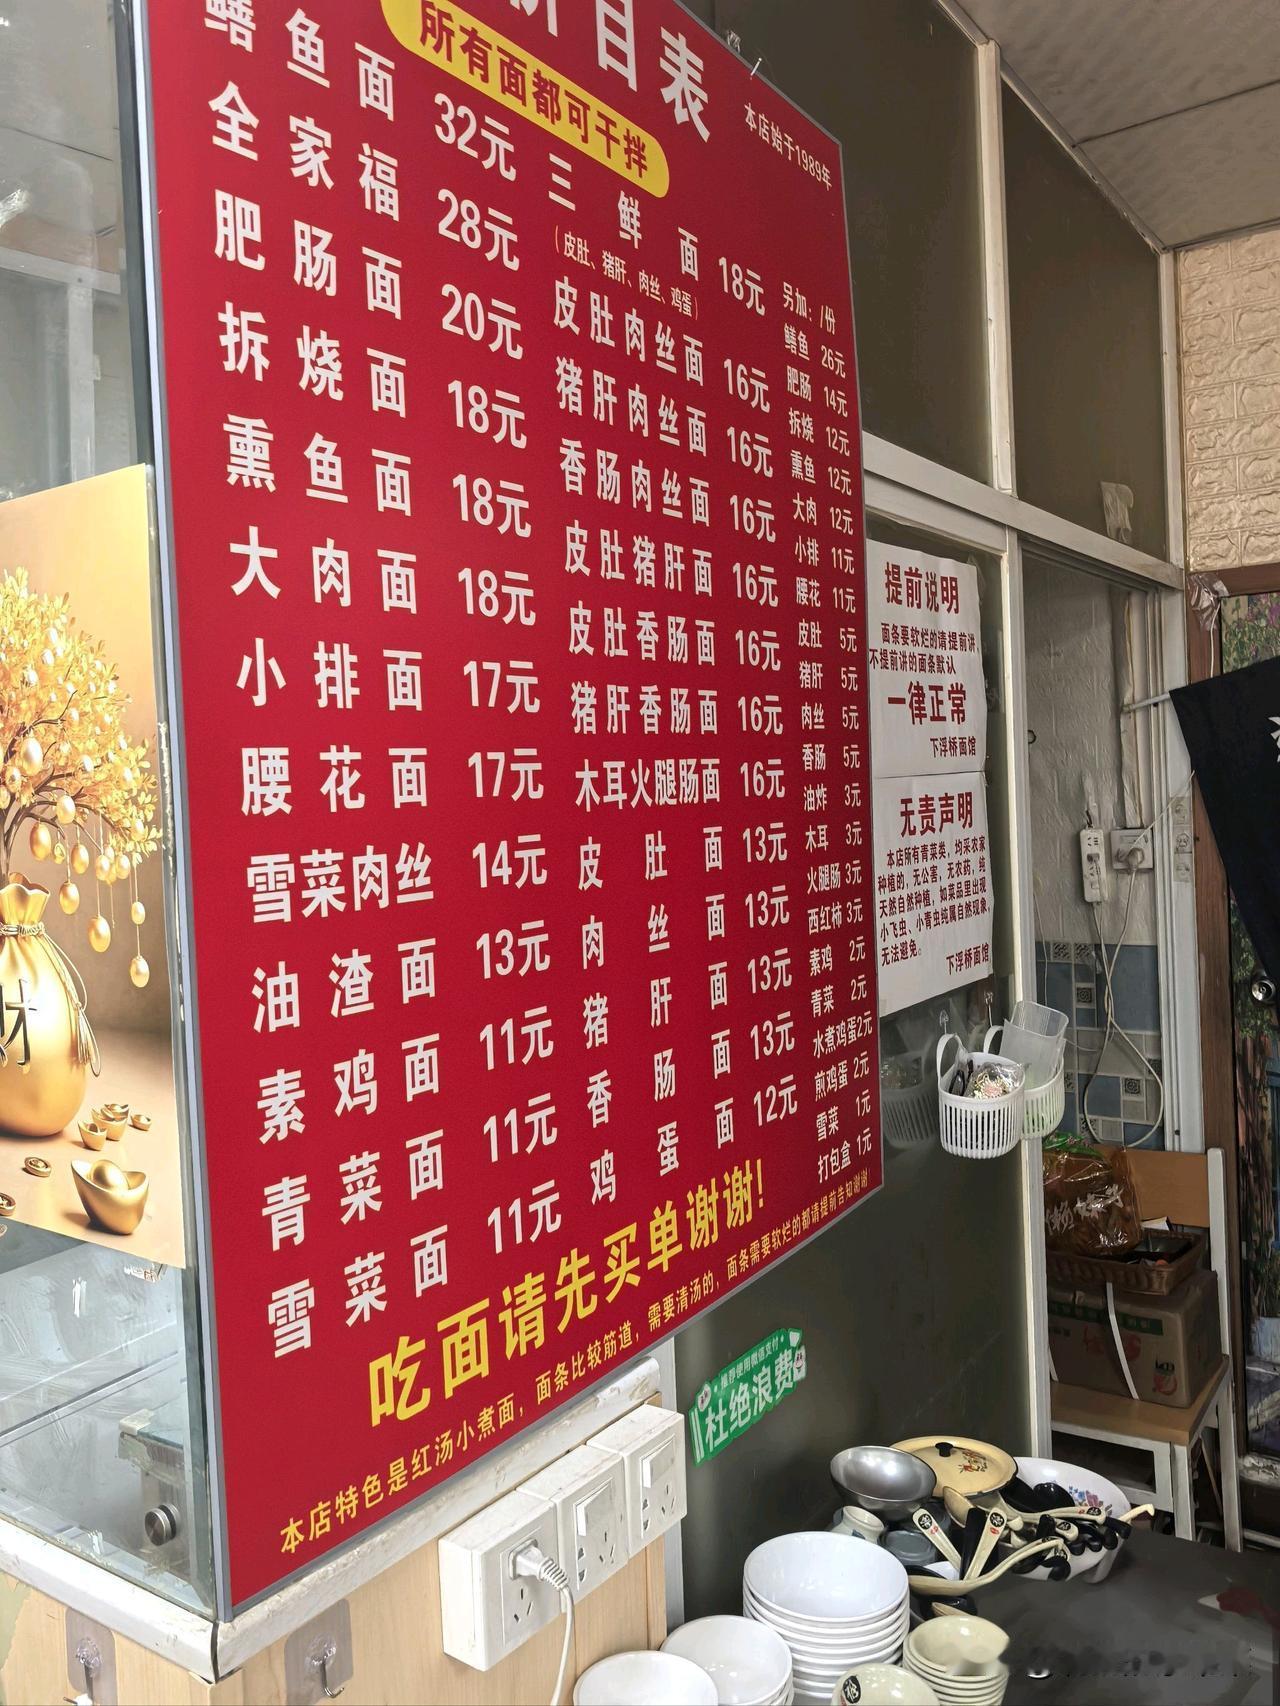 目表
所有面都可干拌
本店始于1989年
鳝鱼面 32元
全家福 28元
肥肠面 20元
拆烧面 18元
熏鱼面 18元
大肉面 18元
小排面 17元
腰花面 17元
雪菜肉丝 14元
油渣面 13元
素鸡面 11元
青菜面 11元
雪菜面 11元
三鲜面 18元
（皮肚、猪肝、肉丝、鸡蛋）
皮肚肉丝面 16元
猪肝肉丝面 16元
香肠肉丝面 16元
皮肚猪肝面 16元
皮肚香肠面 16元
猪肝香肠面 16元
木耳火腿肠面 16元
皮肚面 13元
肉丝面 13元
猪肝面 13元
香肠面 13元
鸡蛋面 12元
另加：/份
鳝鱼 26元
肥肠 14元
拆烧 12元
熏鱼 12元
大肉 12元
小排 11元
腰花 11元
皮肚 5元
猪肝 5元
肉丝 5元
香肠 5元
油炸 3元
木耳 3元
火腿肠 3元
西红柿 3元
素鸡 2元
青菜 2元
水煮鸡蛋 2元
煎鸡蛋 2元
雪菜 1元
打包盒 1元
吃面请先买单谢谢！
本店特色是红汤小煮面，面条比较筋道，需要清汤的，面条需要软烂的都请提前告知谢谢！
提前说明
面条要软烂的请提前讲，
不提前讲的面条默认
一律正常
下浮桥面馆
无责声明
本店所有青菜类，均采农家
种植的，无公害，无农药，纯
天然自然种植，如菜品里出现
小飞虫、小青虫纯属自然现象，
无法避免。
下浮桥面馆
推荐使用微信支付
杜绝浪费
财